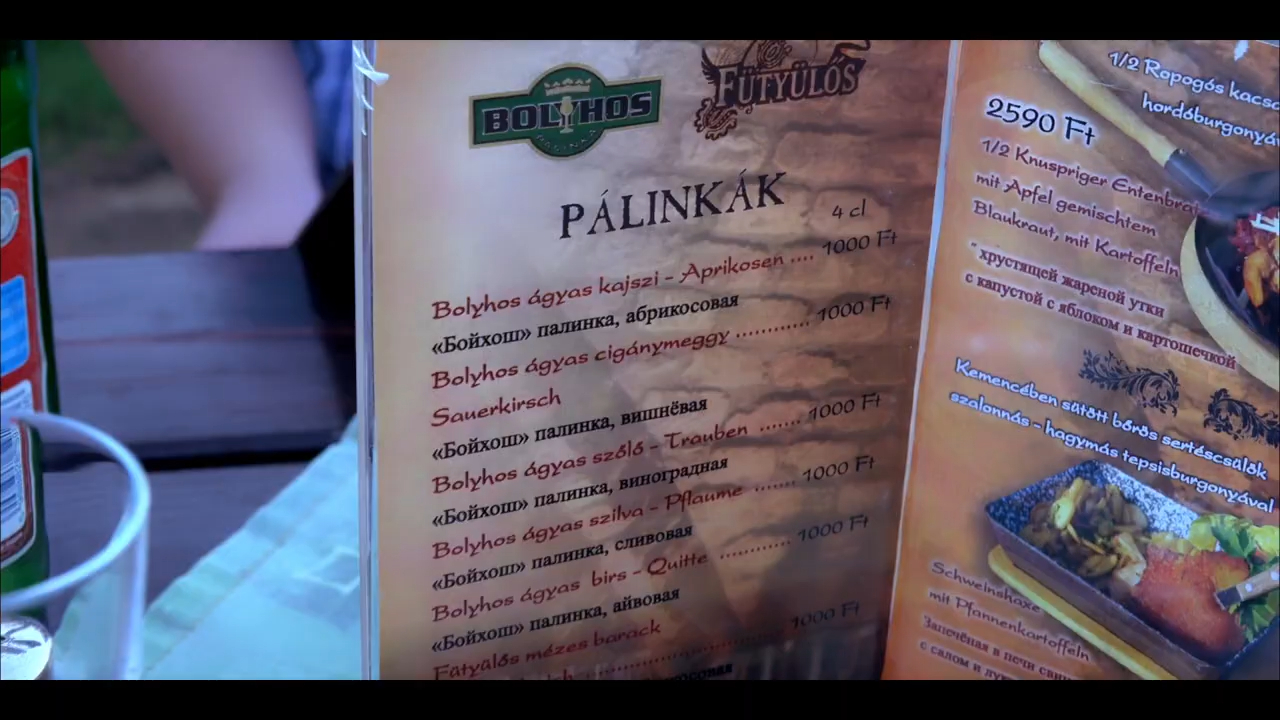 BOLYHOS
PÁLINKA
FÜTYÜLŐS
PÁLINKÁK
4 cl
Bolyhos ágyas kajszi - Aprikosen .... 1000 Ft
«Бойхош» палинка, абрикосовая
Bolyhos ágyas cigánymeggy ............ 1000 Ft
Sauerkirsch
«Бойхош» палинка, вишнёвая
Bolyhos ágyas szőlő - Trauben ....... 1000 Ft
«Бойхош» палинка, виноградная
Bolyhos ágyas szilva - Pflaume ....... 1000 Ft
«Бойхош» палинка, сливовая
Bolyhos ágyas birs - Quitte ............ 1000 Ft
«Бойхош» палинка, айвовая
Fütyülős mézes barack
1000 Ft
1/2 Ropogós kacsa
hordóburgonyá
2590 Ft
1/2 Knuspriger Entenbra
mit Apfel gemischtem
Blaukraut, mit Kartoffeln
" хрустящей жареной утки
с капустой с яблоком и картошечкой
Kemencében sütött bőrös sertéscsülök
szalonnás - hagymás tepsisburgonyával
Schweinshaxe
mit Pfannenkartoffeln
Запечёная в печи
с салом и